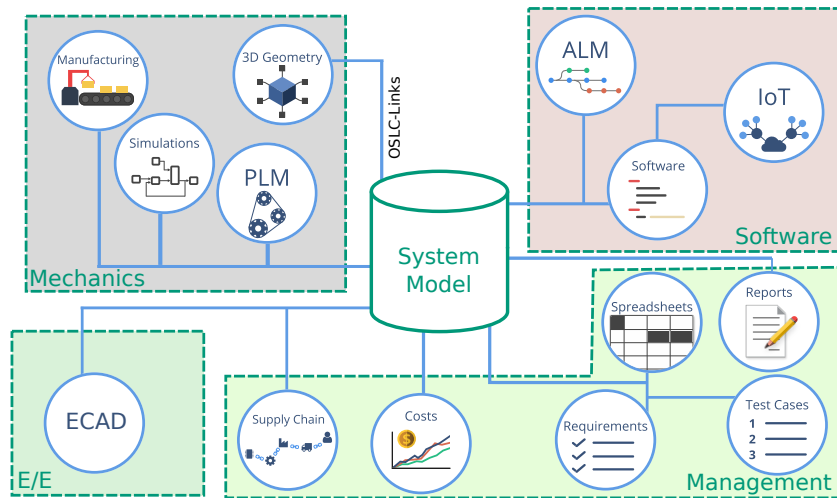 Manufacturing
3D Geometry
Simulations
PLM
Mechanics
OSLC-Links
ALM
IoT
Software
Software
System
Model
ECAD
E/E
Spreadsheets
Reports
Supply Chain
Costs
$
Requirements
Test Cases
1
2
3
Management